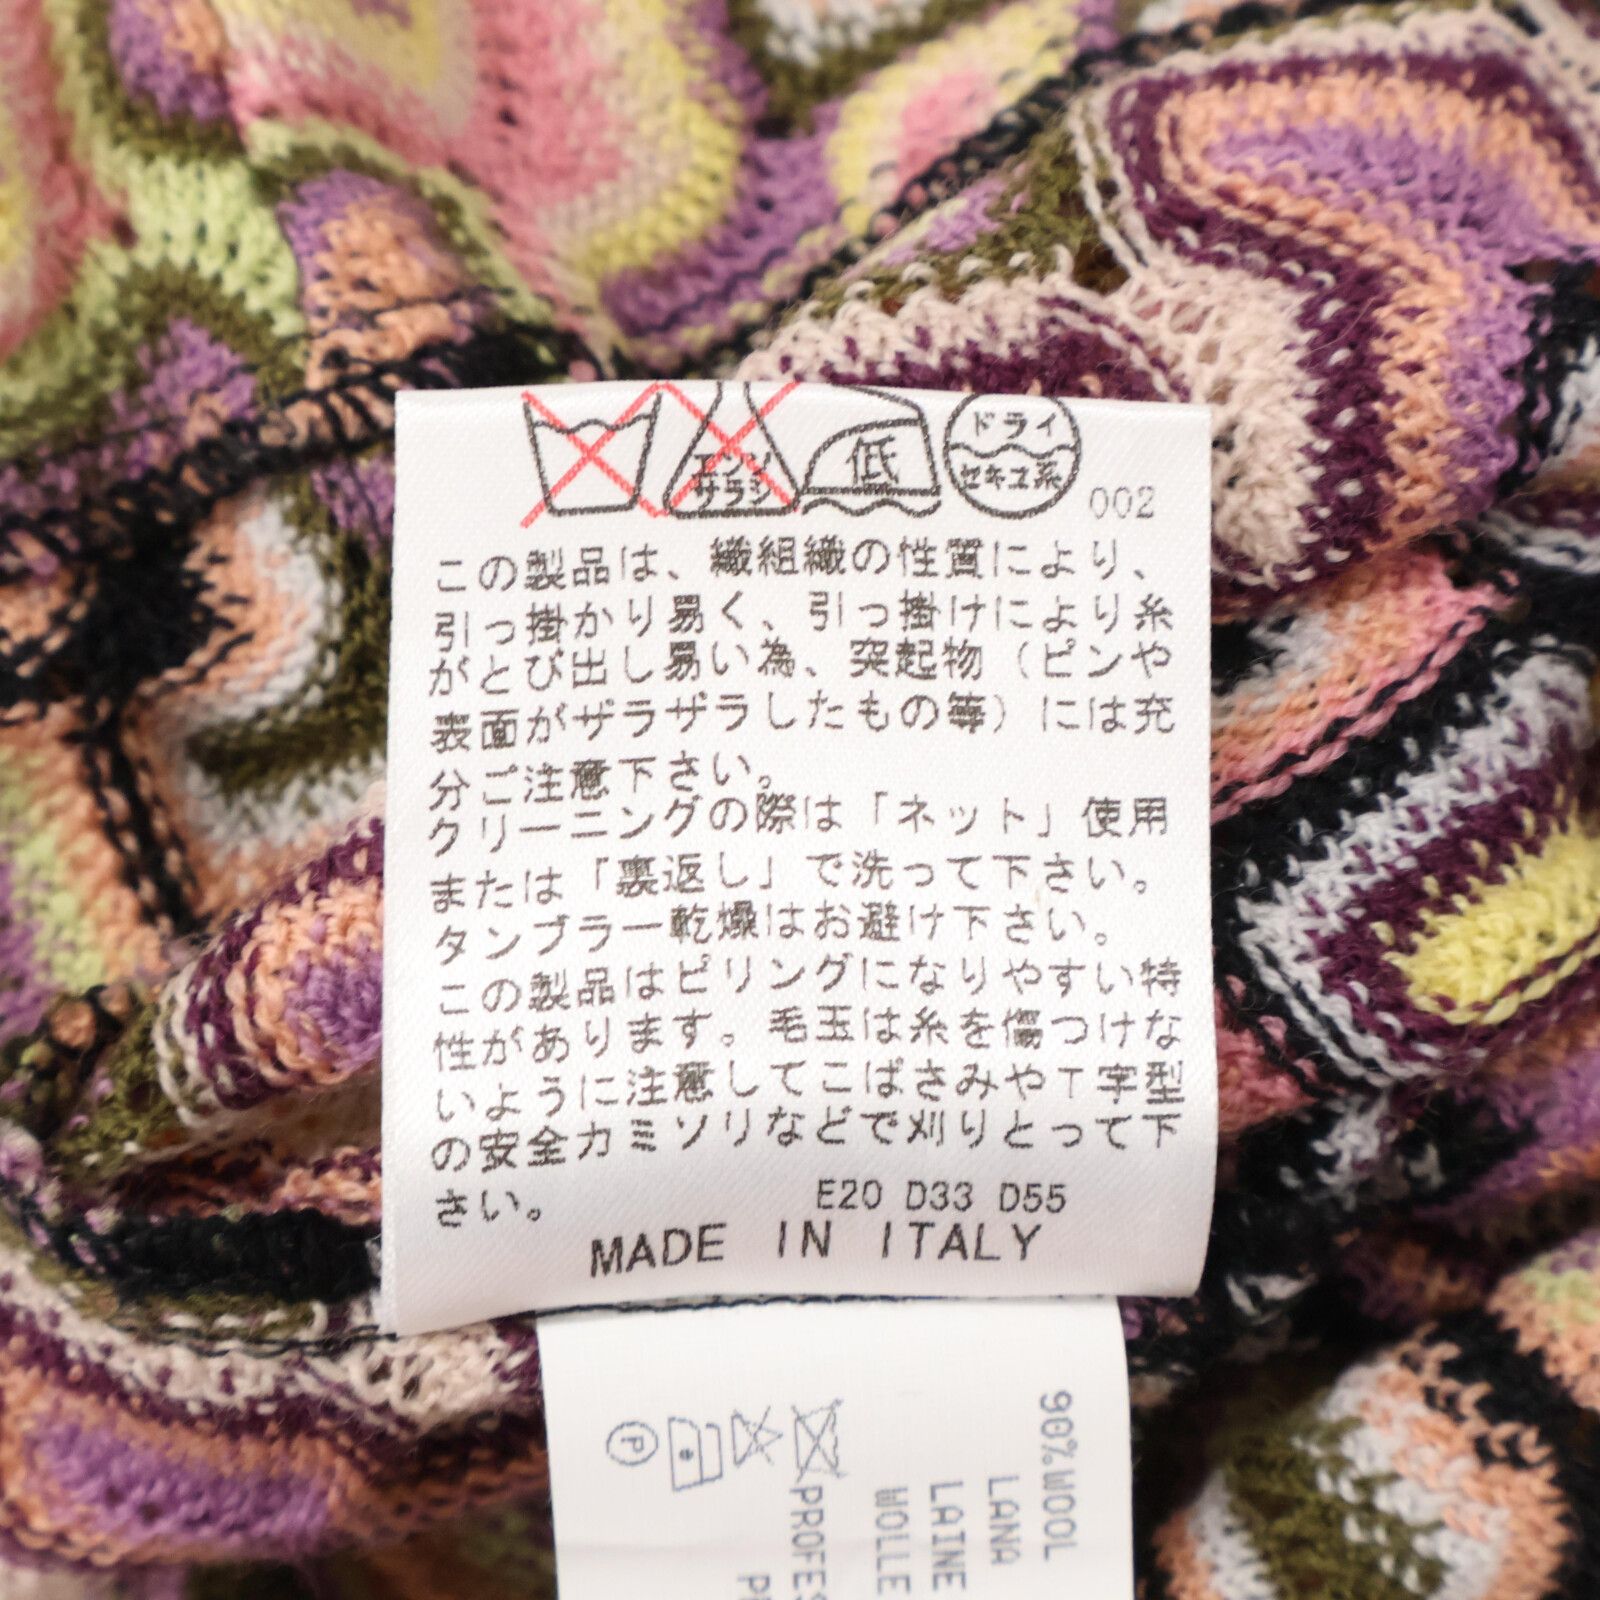 エンソ
サラシ
低
ドライ
セキユ系
002
この製品は、繊組織の性質により、
引っ掛かり易く、引っ掛けにより糸
がとび出し易い為、突起物（ピンや
表面がザラザラしたもの等）には充
分ご注意下さい。
クリーニングの際は「ネット」使用
または「裏返し」で洗って下さい。
タンブラー乾燥はお避け下さい。
この製品はピリングになりやすい特
性があります。毛玉は糸を傷つけな
いように注意してこばさみやT字型
の安全カミソリなどで刈りとって下
さい。
E20 D33 D55
MADE IN ITALY
90%WOOL
LANA
LAINE
WOLLE
PROFES
P